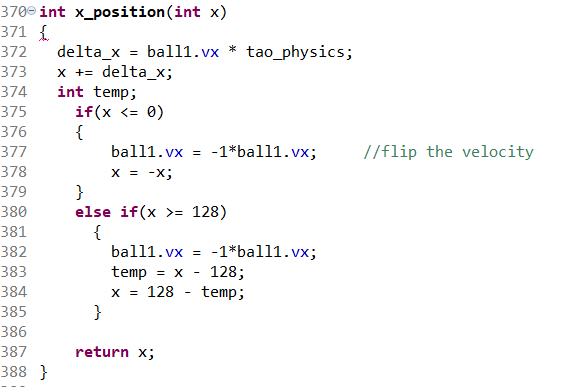 370 int x_position(int x)
371 {
372 delta_x = ball1.vx * tao_physics;
373 x += delta_x;
374 int temp;
375 if(x <= 0)
376 {
377 ball1.vx = -1*ball1.vx; //flip the velocity
378 x = -x;
379 }
380 else if(x >= 128)
381 {
382 ball1.vx = -1*ball1.vx;
383 temp = x - 128;
384 x = 128 - temp;
385 }
386
387 return x;
388 }